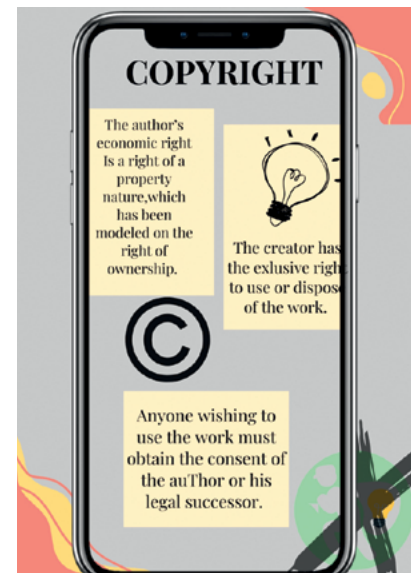 COPYRIGHT
The author's
economic right
Is a right of a
property
nature,which
has been
modeled on the
right of
ownership.
The creator has
the exlusive right
to use or dispose
of the work.
©
Anyone wishing to
use the work must
obtain the consent of
the auThor or his
legal successor.